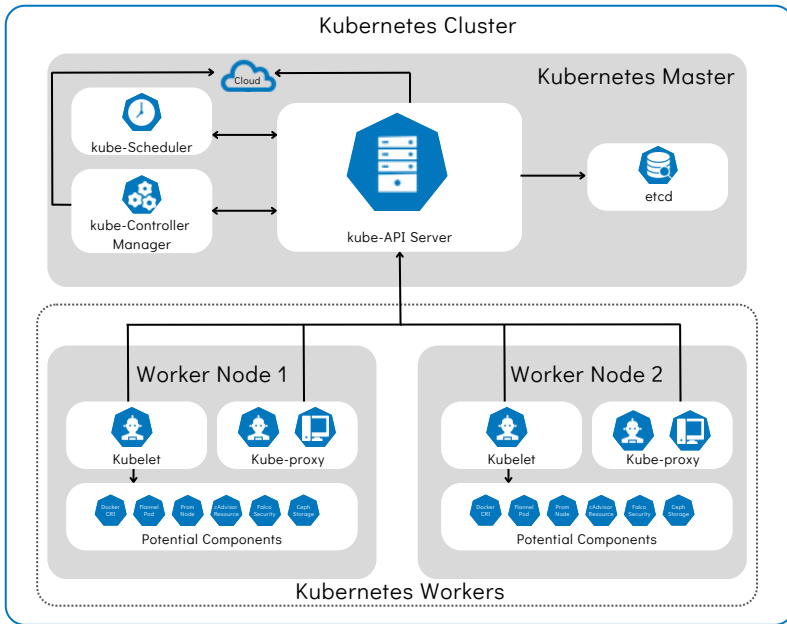 Kubernetes Cluster
Kubernetes Master
Cloud
kube-Scheduler
kube-Controller
Manager
kube-API Server
etcd
Worker Node 1
Kubelet
Kube-proxy
Docker
CRI
Flannel
Pod
Prom
Node
cAdvisor
Resource
Falco
Security
Ceph
Storage
Potential Components
Worker Node 2
Kubelet
Kube-proxy
Docker
CRI
Flannel
Pod
Prom
Node
cAdvisor
Resource
Falco
Security
Ceph
Storage
Potential Components
Kubernetes Workers